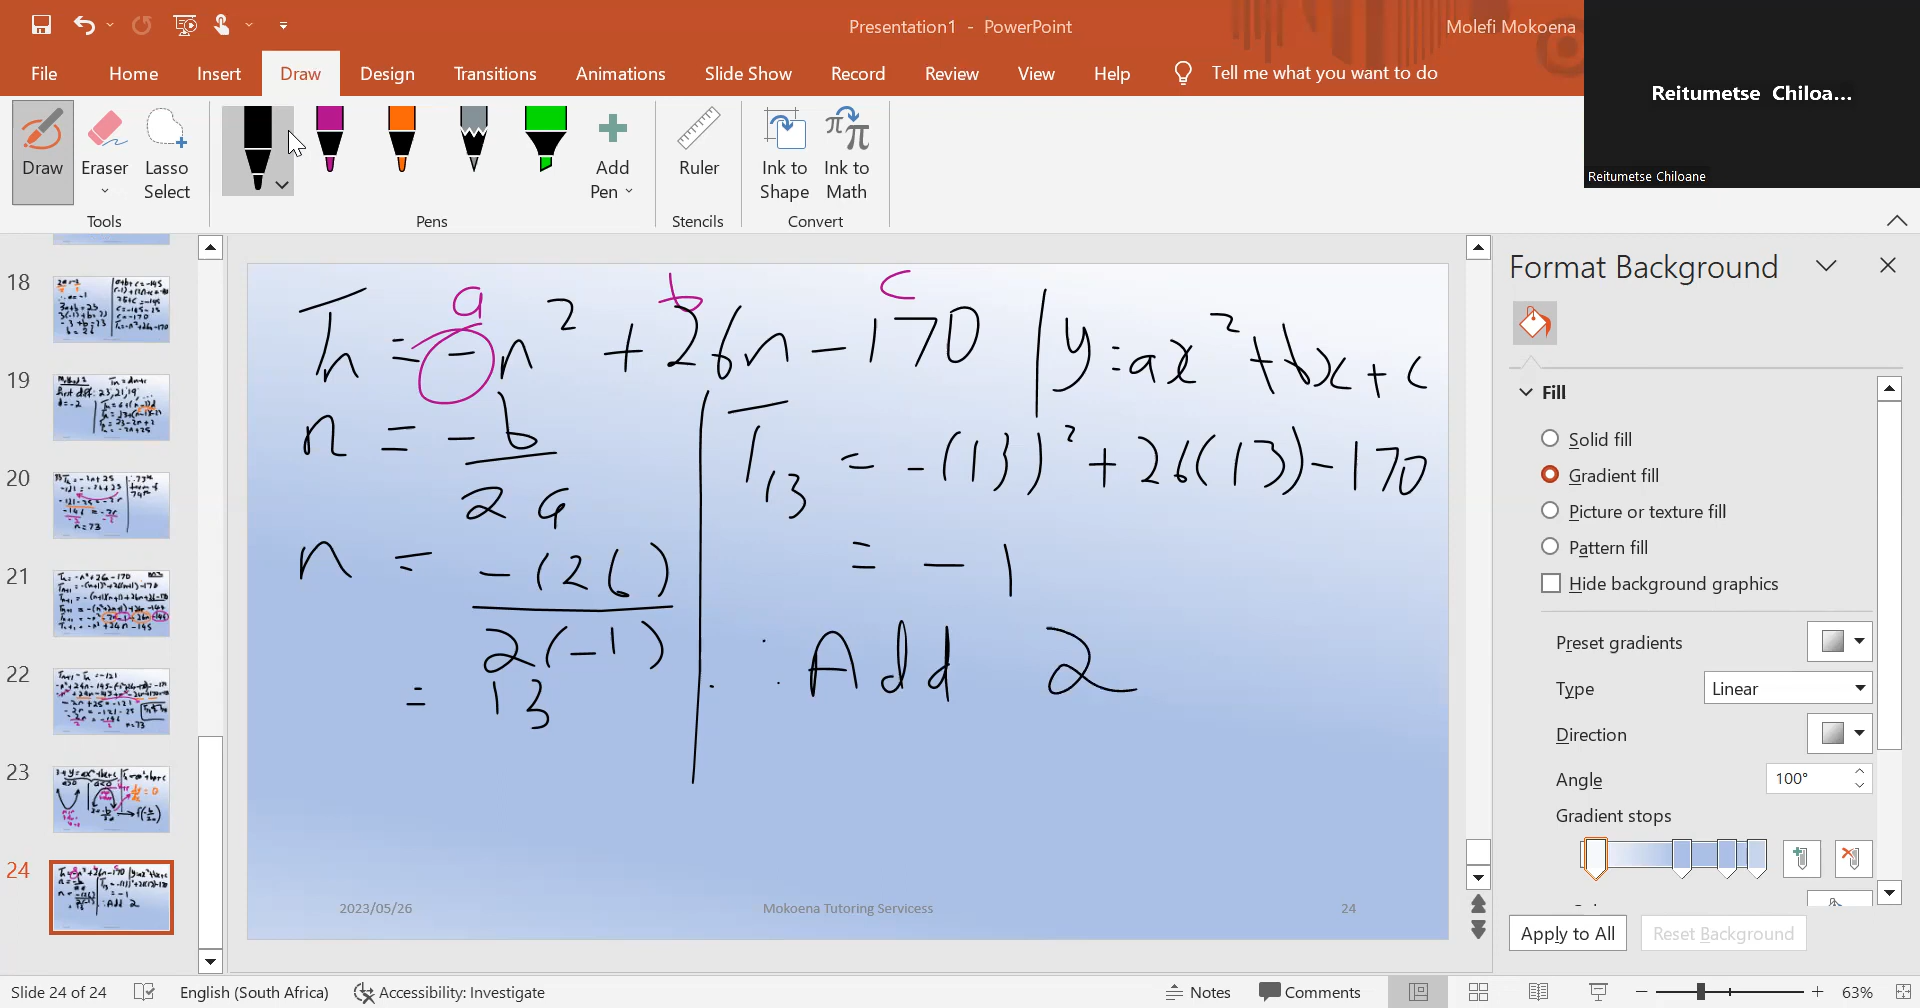 Presentation1 - PowerPoint
Molefi Mokoena
File Home Insert Draw Design Transitions Animations Slide Show Record Review View Help Tell me what you want to do
Reitumetse Chiloa...
Reitumetse Chiloane
Draw Eraser Lasso Select
Add Pen
Ruler
Ink to Shape
Ink to Math
Tools Pens Stencils Convert
18
19
20
21
22
23
24
a b c
Tn = -n² + 26n - 170 | y = ax² + bx + c
n = -b
2a
n = -(26)
2(-1)
= 13
T13 = -(13)² + 26(13) - 170
= -1
∴ Add 2
2023/05/26 Mokoena Tutoring Servicess 24
Format Background
Fill
Solid fill
Gradient fill
Picture or texture fill
Pattern fill
Hide background graphics
Preset gradients
Type Linear
Direction
Angle 100°
Gradient stops
Apply to All Reset Background
Slide 24 of 24 English (South Africa) Accessibility: Investigate Notes Comments 63%